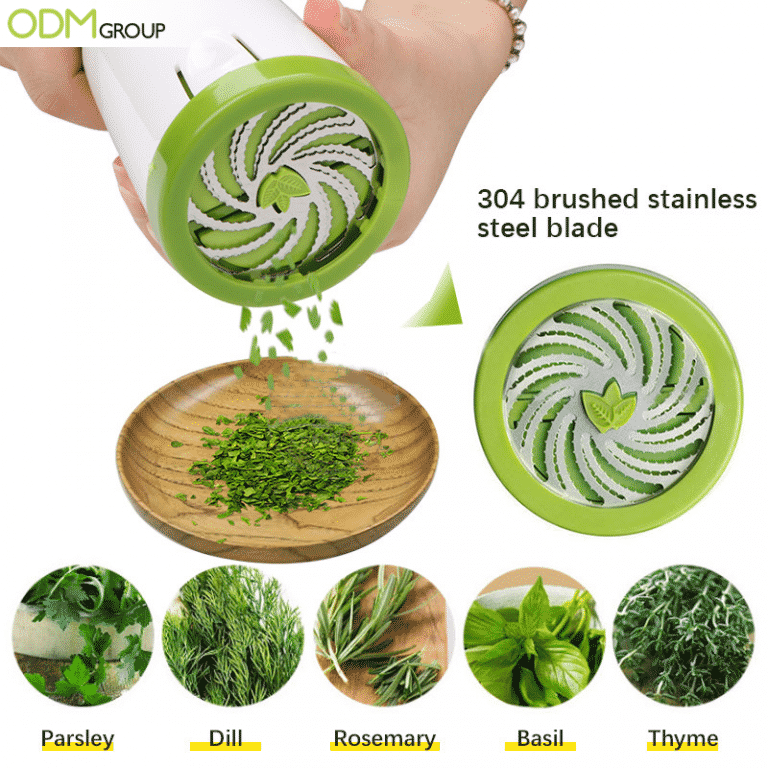 ODMGROUP
304 brushed stainless
steel blade
Parsley
Dill
Rosemary
Basil
Thyme